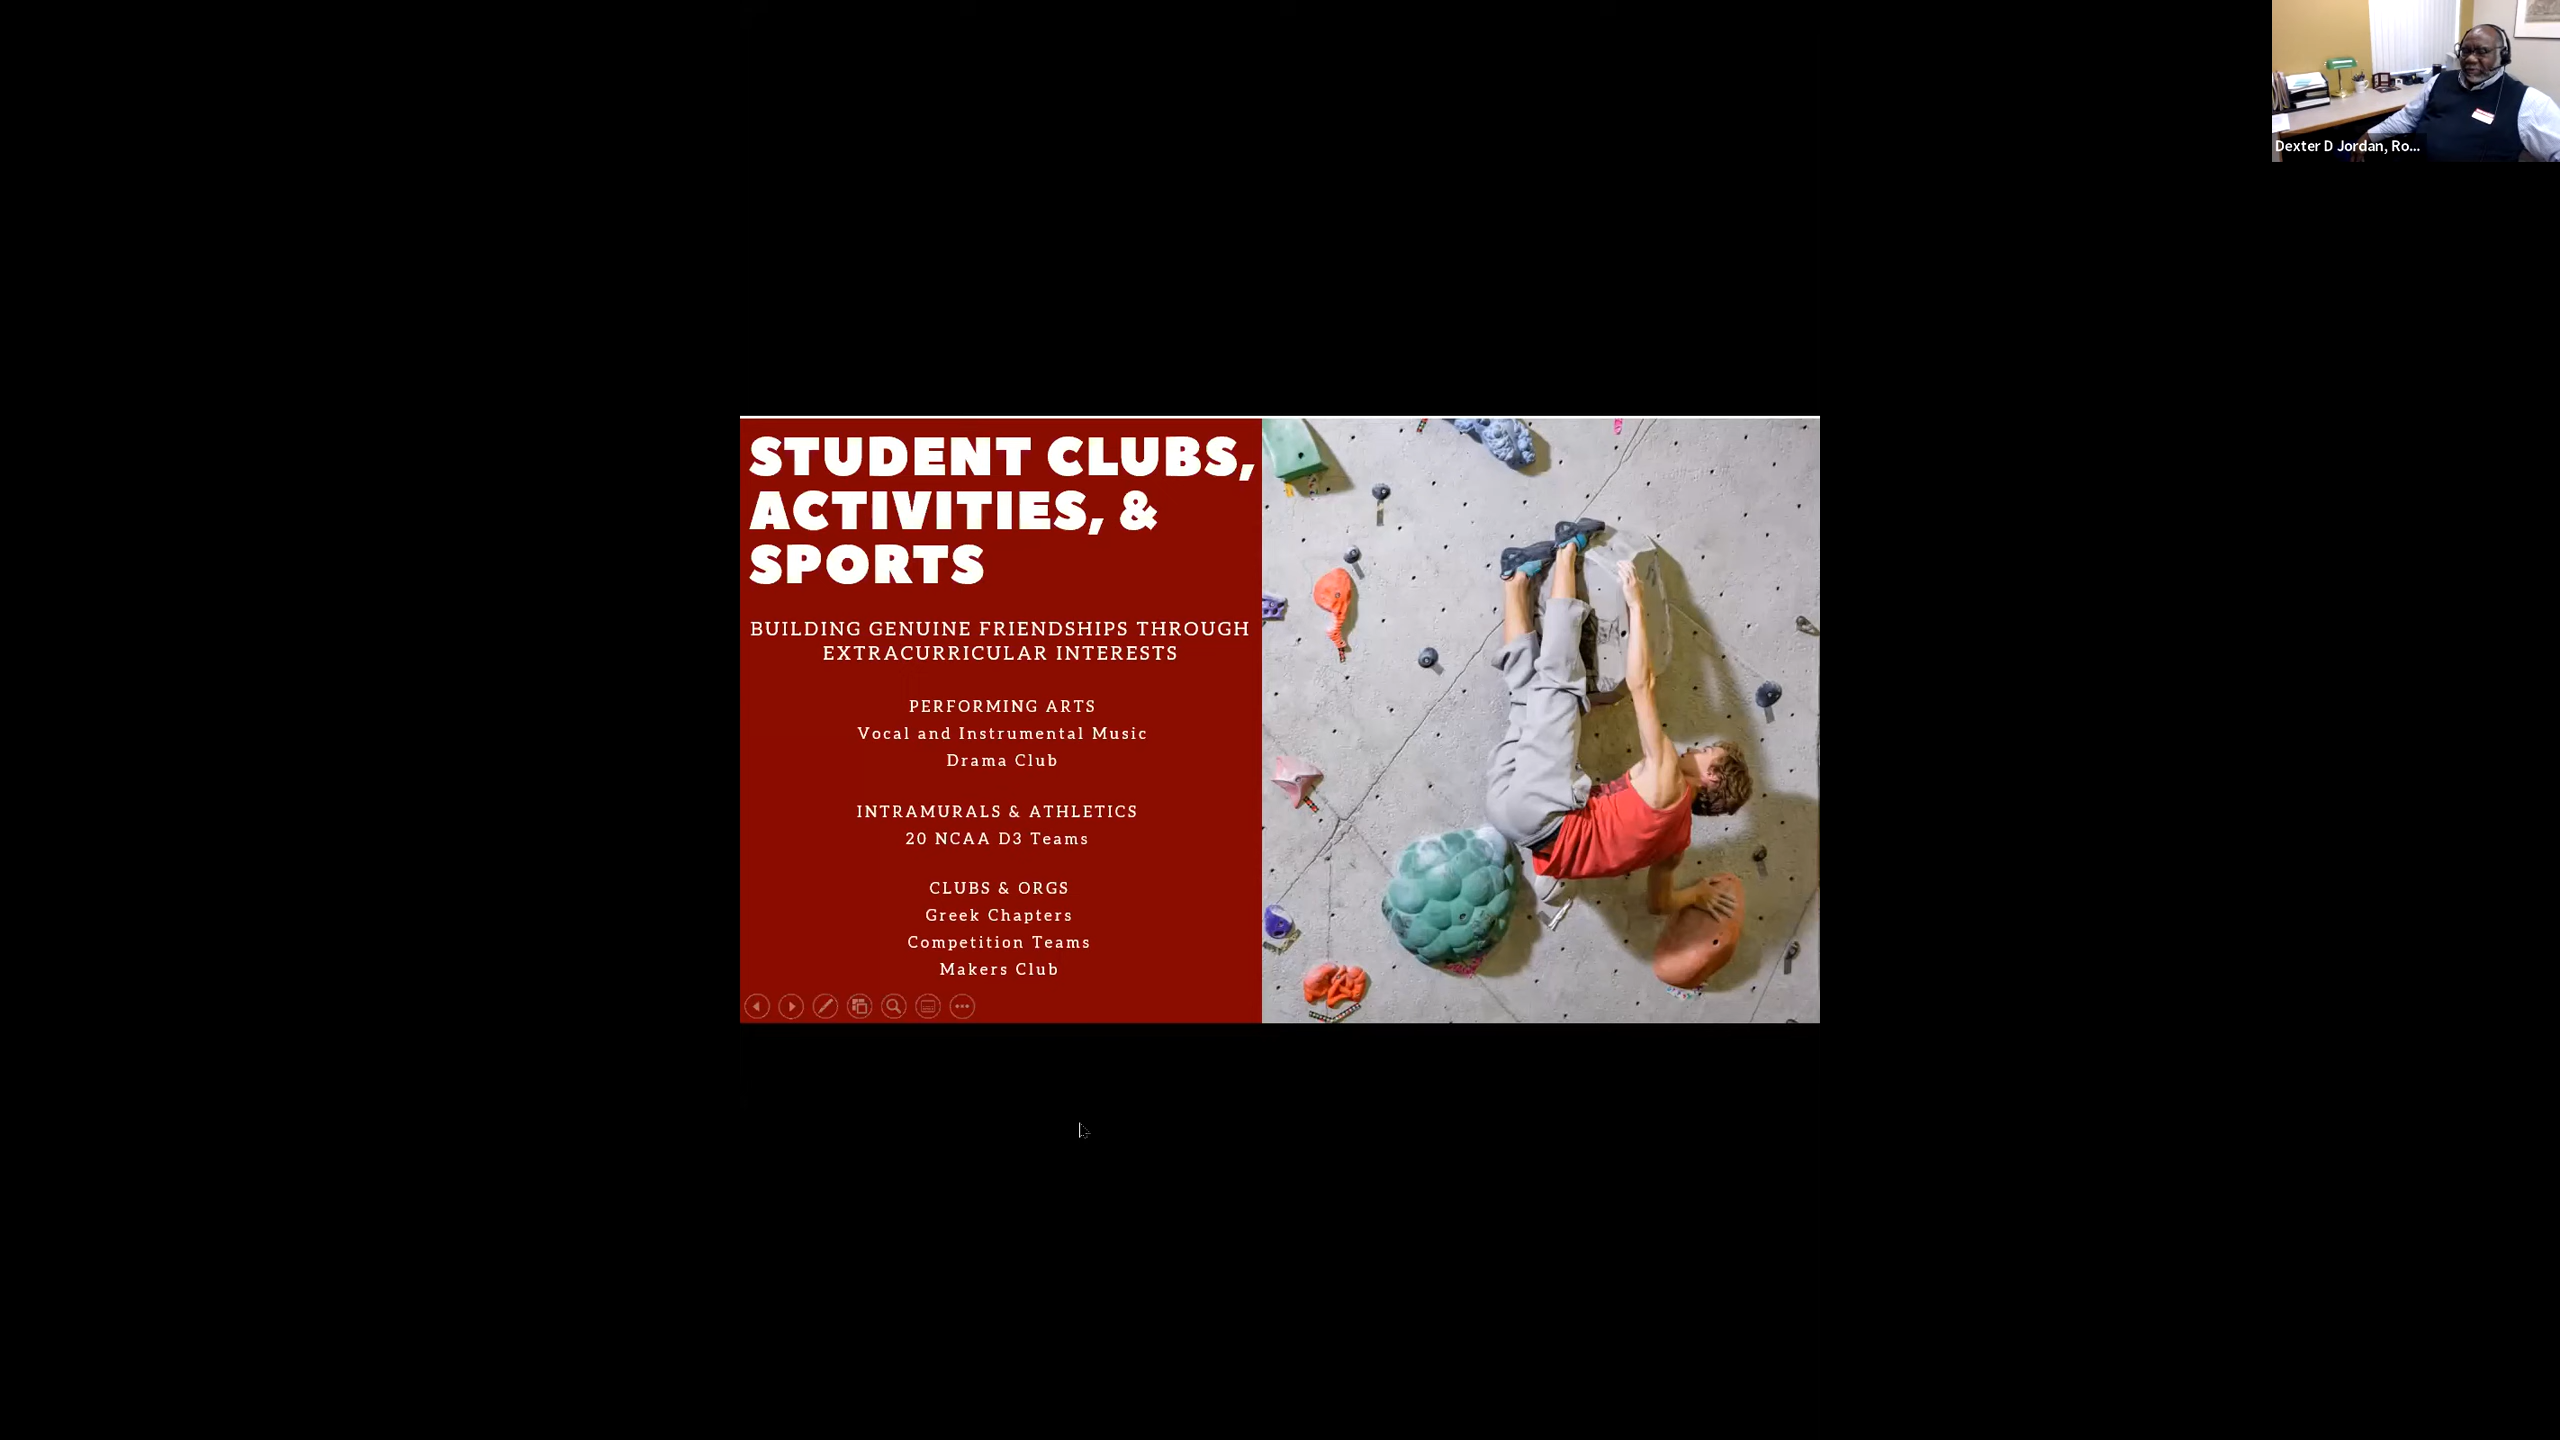 Dexter D Jordan, Ro...
STUDENT CLUBS,
ACTIVITIES, &
SPORTS
BUILDING GENUINE FRIENDSHIPS THROUGH
EXTRACURRICULAR INTERESTS
PERFORMING ARTS
Vocal and Instrumental Music
Drama Club
INTRAMURALS & ATHLETICS
20 NCAA D3 Teams
CLUBS & ORGS
Greek Chapters
Competition Teams
Makers Club